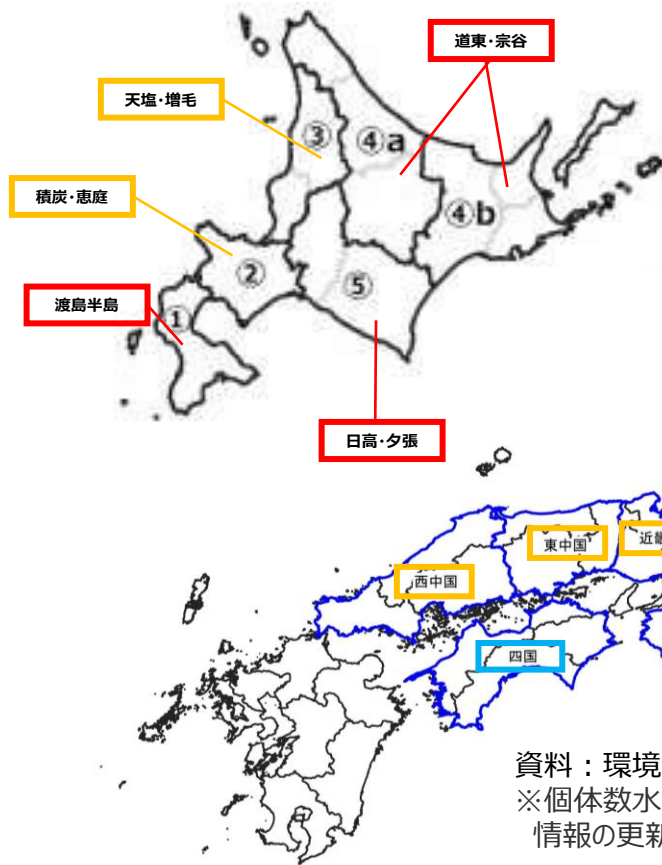 道東・宗谷
天塩・増毛
③
④a
積炭・恵庭
④b
②
⑤
渡島半島
①
日高・夕張
東中国
近畿
西中国
四国
資料：環境
※個体数水
情報の更新